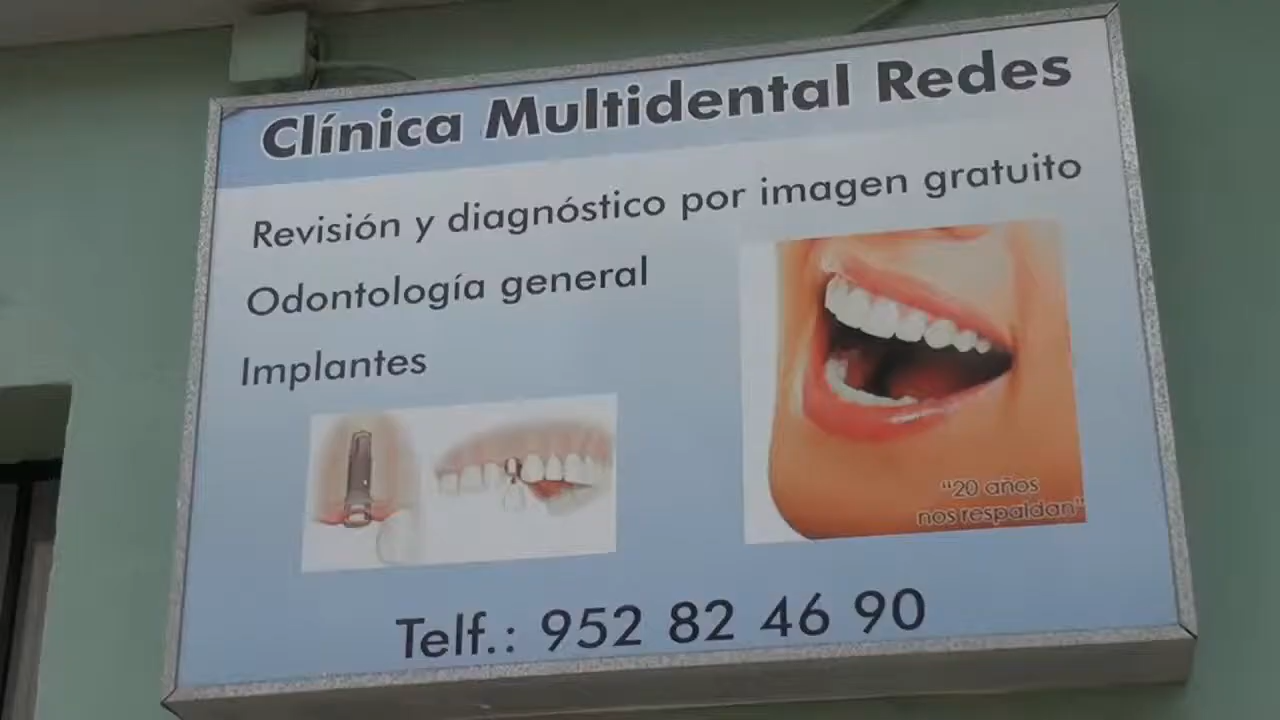 Clínica Multidental Redes
Revisión y diagnóstico por imagen gratuito
Odontología general
Implantes
"20 años
nos respaldan"
Telf.: 952 82 46 90